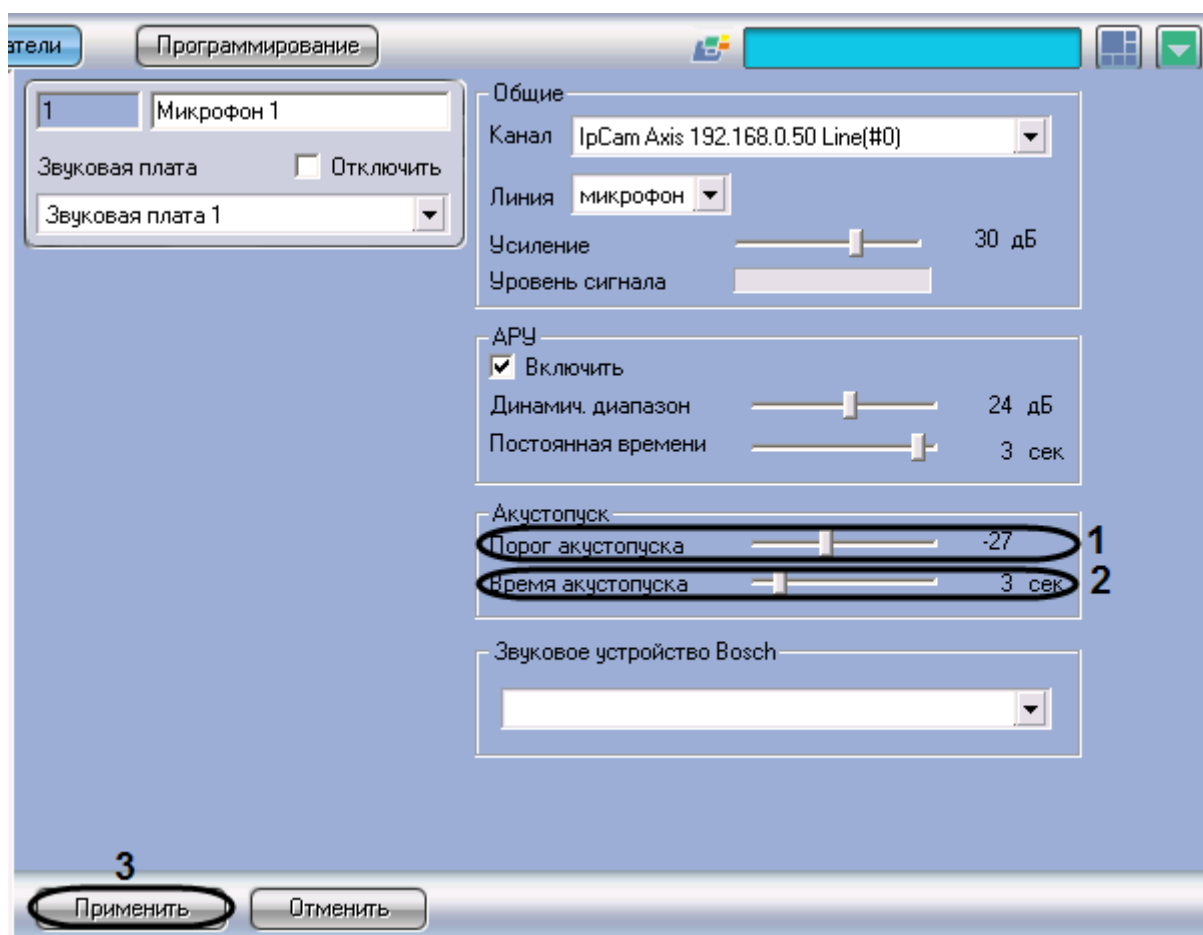 атели
Программирование
1
Микрофон 1
Звуковая плата
Отключить
Звуковая плата 1
Общие
Канал
IpCam Axis 192.168.0.50 Line(#0)
Линия
микрофон
Усиление
30 дБ
Уровень сигнала
АРУ
Включить
Динамич. диапазон
24 дБ
Постоянная времени
3 сек
Акустопуск
Порог акустопуска
-27
1
Время акустопуска
3 сек
2
Звуковое устройство Bosch
3
Применить
Отменить